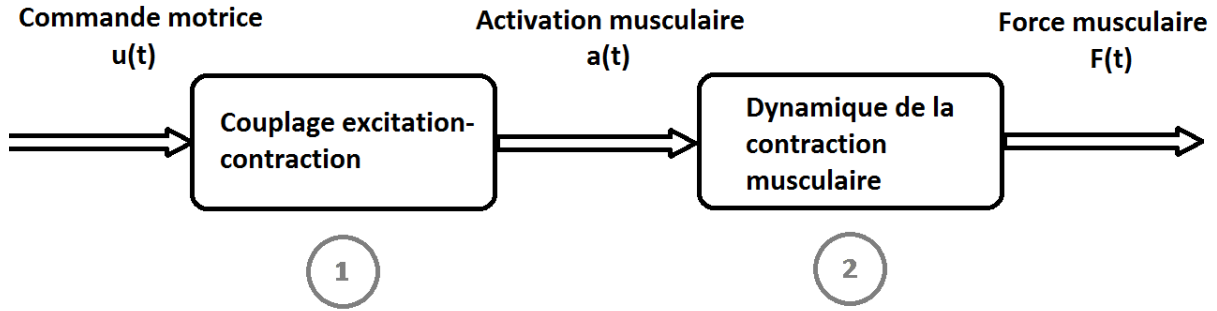 Commande motrice
u(t)
Activation musculaire
a(t)
Force musculaire
F(t)
Couplage excitation-
contraction
Dynamique de la
contraction
musculaire
1
2